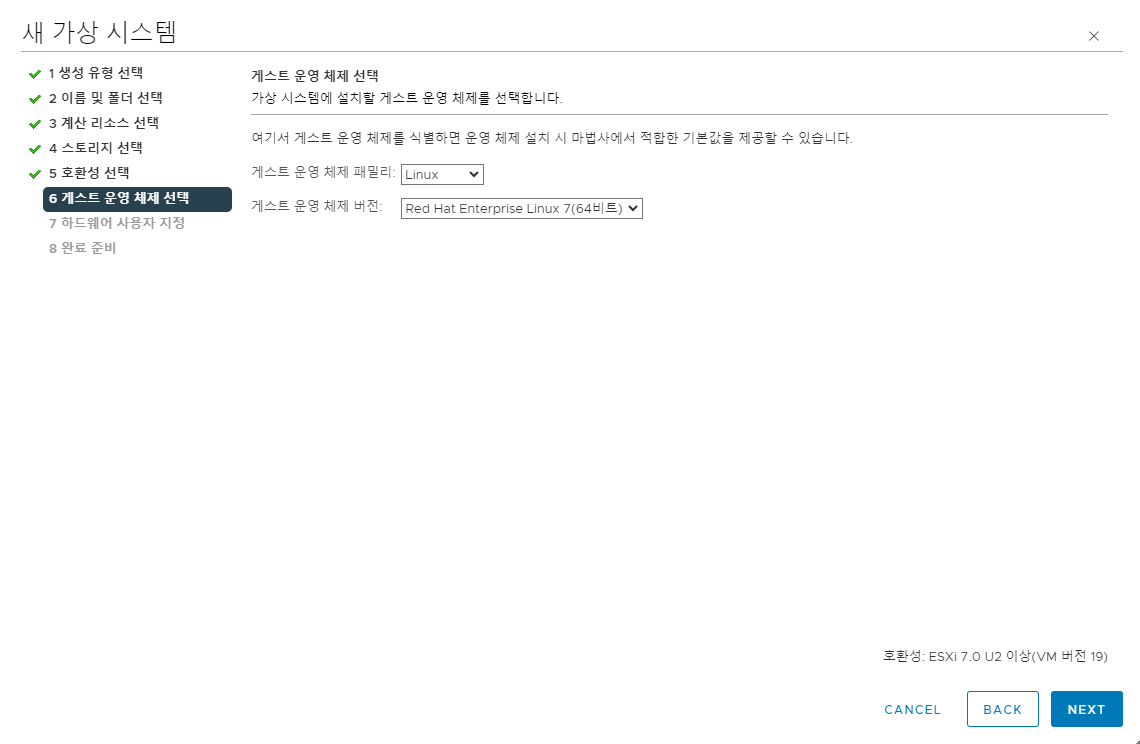 새 가상 시스템
1 생성 유형 선택
2 이름 및 폴더 선택
3 계산 리소스 선택
4 스토리지 선택
5 호환성 선택
6 게스트 운영 체제 선택
7 하드웨어 사용자 지정
8 완료 준비
게스트 운영 체제 선택
가상 시스템에 설치할 게스트 운영 체제를 선택합니다.
여기서 게스트 운영 체제를 식별하면 운영 체제 설치 시 마법사에서 적합한 기본값을 제공할 수 있습니다.
게스트 운영 체제 패밀리: Linux
게스트 운영 체제 버전: Red Hat Enterprise Linux 7(64비트)
호환성: ESXi 7.0 U2 이상(VM 버전 19)
CANCEL BACK NEXT